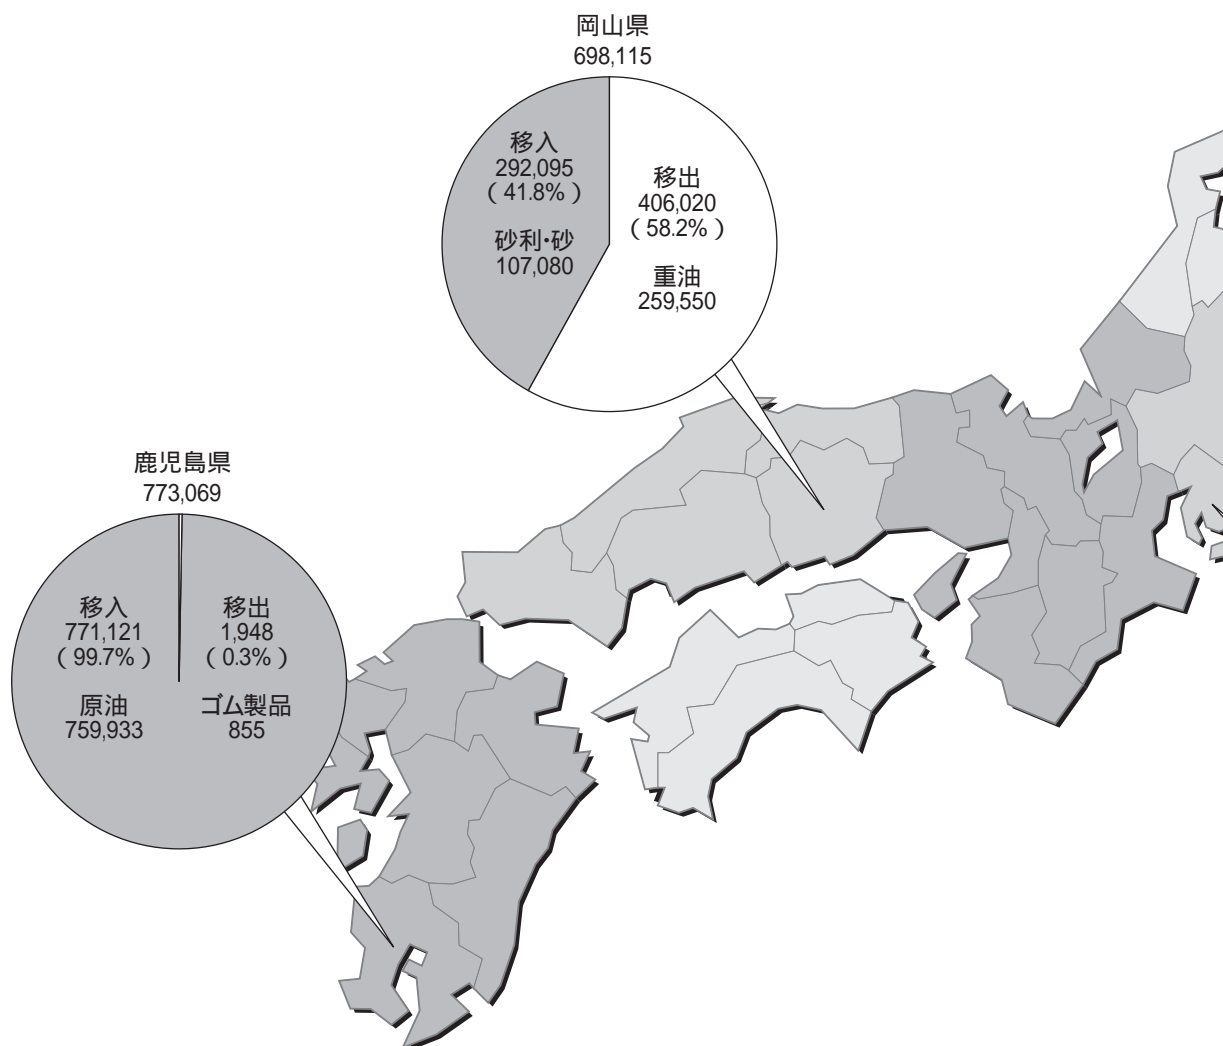 岡山県
698,115
移入
292,095
（41.8%）
砂利・砂
107,080
移出
406,020
（58.2%）
重油
259,550
鹿児島県
773,069
移入
771,121
（99.7%）
原油
759,933
移出
1,948
（0.3%）
ゴム製品
855